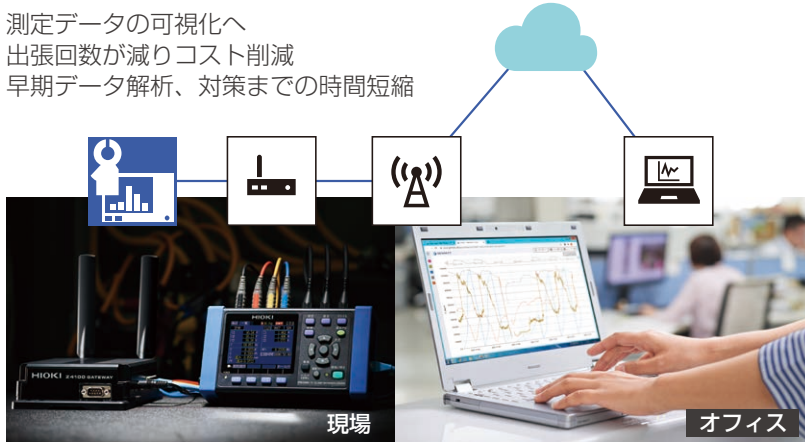 測定データの可視化へ
出張回数が減りコスト削減
早期データ解析、対策までの時間短縮
HIOKI
HIOKI Z4100 GATEWAY
現場
オフィス